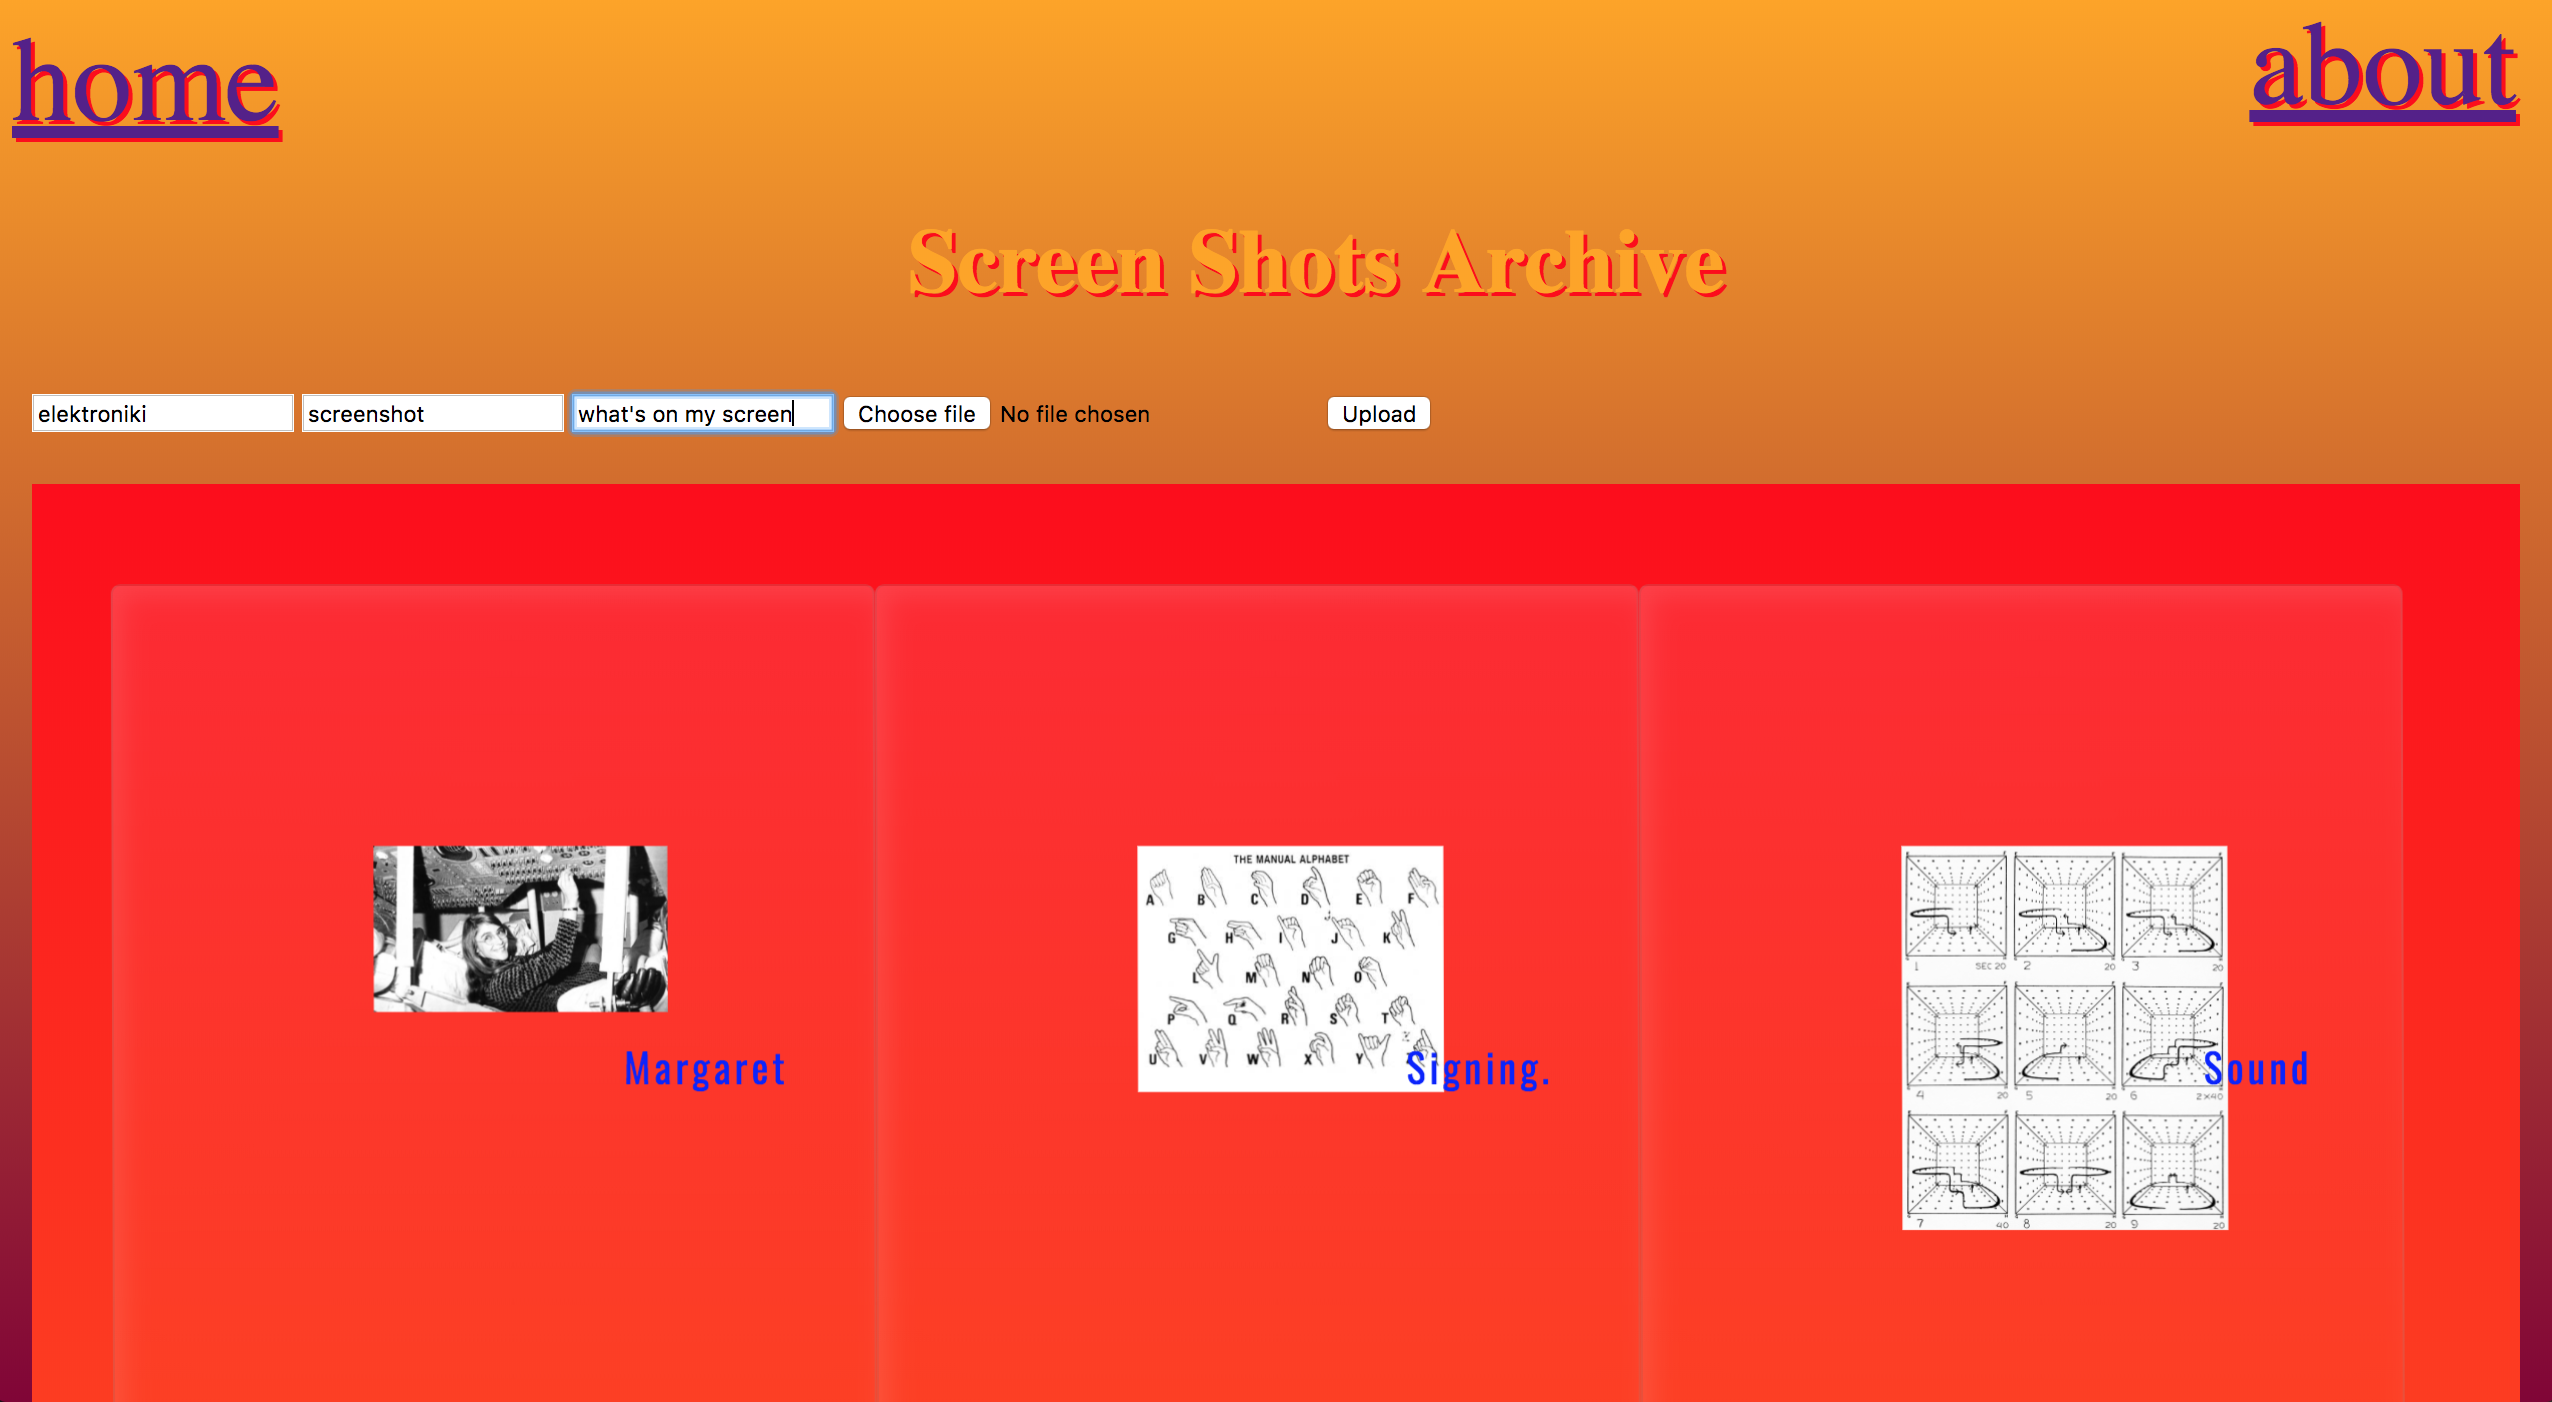 home
about
Screen Shots Archive
elektroniki
screenshot
what's on my screen
Choose file
No file chosen
Upload
THE MANUAL ALPHABET
A B C D E F
G H I J K
L M N O
P Q R S T
U V W X Y Z
Margaret
Signing.
1 SEC 20 2 20 3 20
4 20 5 20 6 2×40
Sound
7 40 8 20 9 20